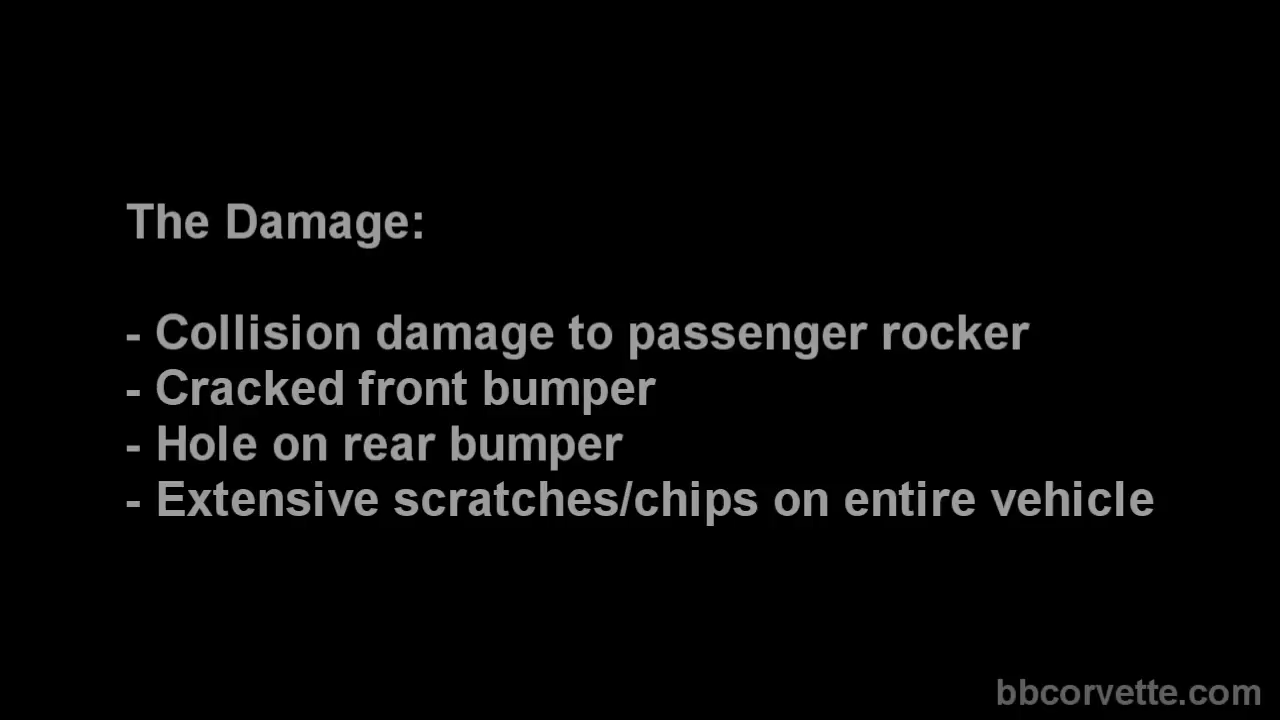 The Damage:
- Collision damage to passenger rocker
- Cracked front bumper
- Hole on rear bumper
- Extensive scratches/chips on entire vehicle
bbcorvette.com